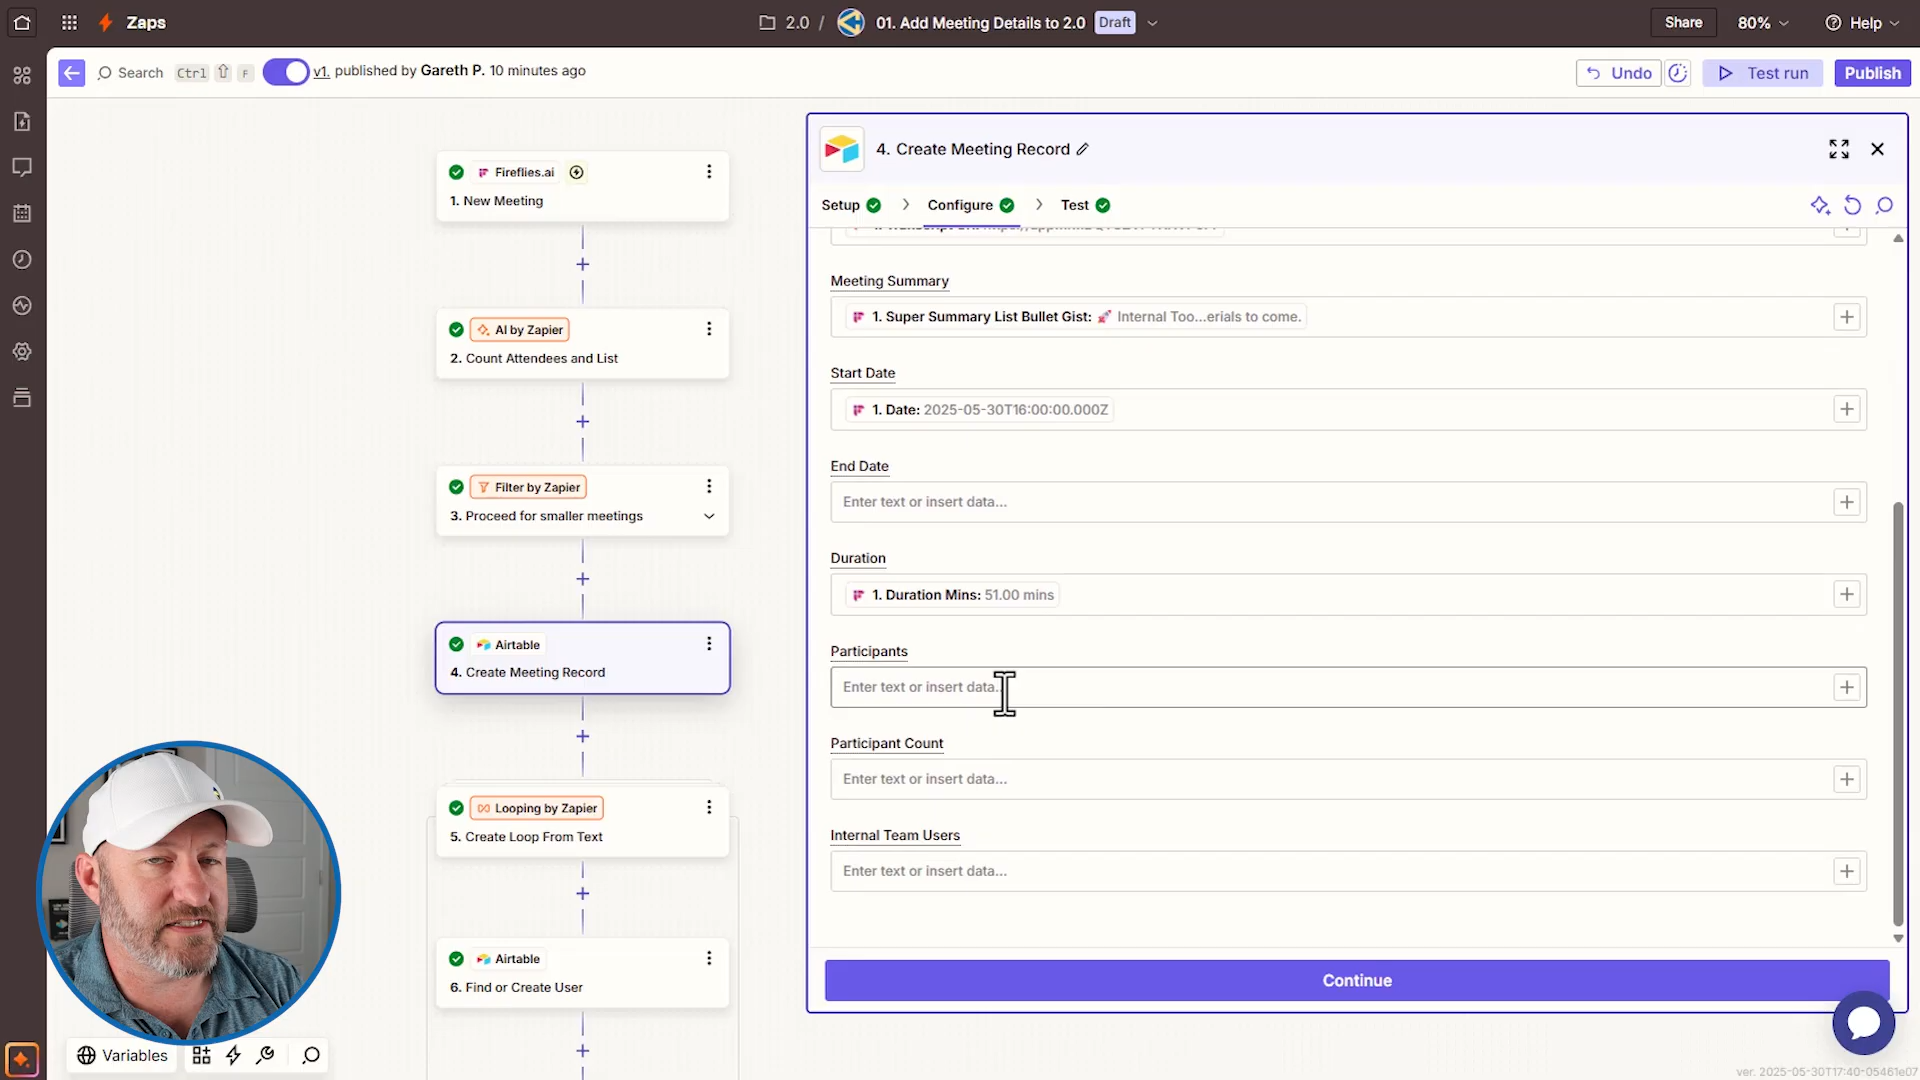 Zaps
2.0 / 01. Add Meeting Details to 2.0 Draft
Share
80%
Help
Search Ctrl F
v1. published by Gareth P. 10 minutes ago
Undo
Test run
Publish
Fireflies.ai
1. New Meeting
AI by Zapier
2. Count Attendees and List
Filter by Zapier
3. Proceed for smaller meetings
Airtable
4. Create Meeting Record
Looping by Zapier
5. Create Loop From Text
Airtable
6. Find or Create User
Variables
4. Create Meeting Record
Setup
Configure
Test
Meeting Summary
1. Super Summary List Bullet Gist: 🚀 Internal Too...erials to come.
Start Date
1. Date: 2025-05-30T16:00:00.000Z
End Date
Enter text or insert data...
Duration
1. Duration Mins: 51.00 mins
Participants
Enter text or insert data...
Participant Count
Enter text or insert data...
Internal Team Users
Enter text or insert data...
Continue
ver. 2025-05-30T17:40-05461e07